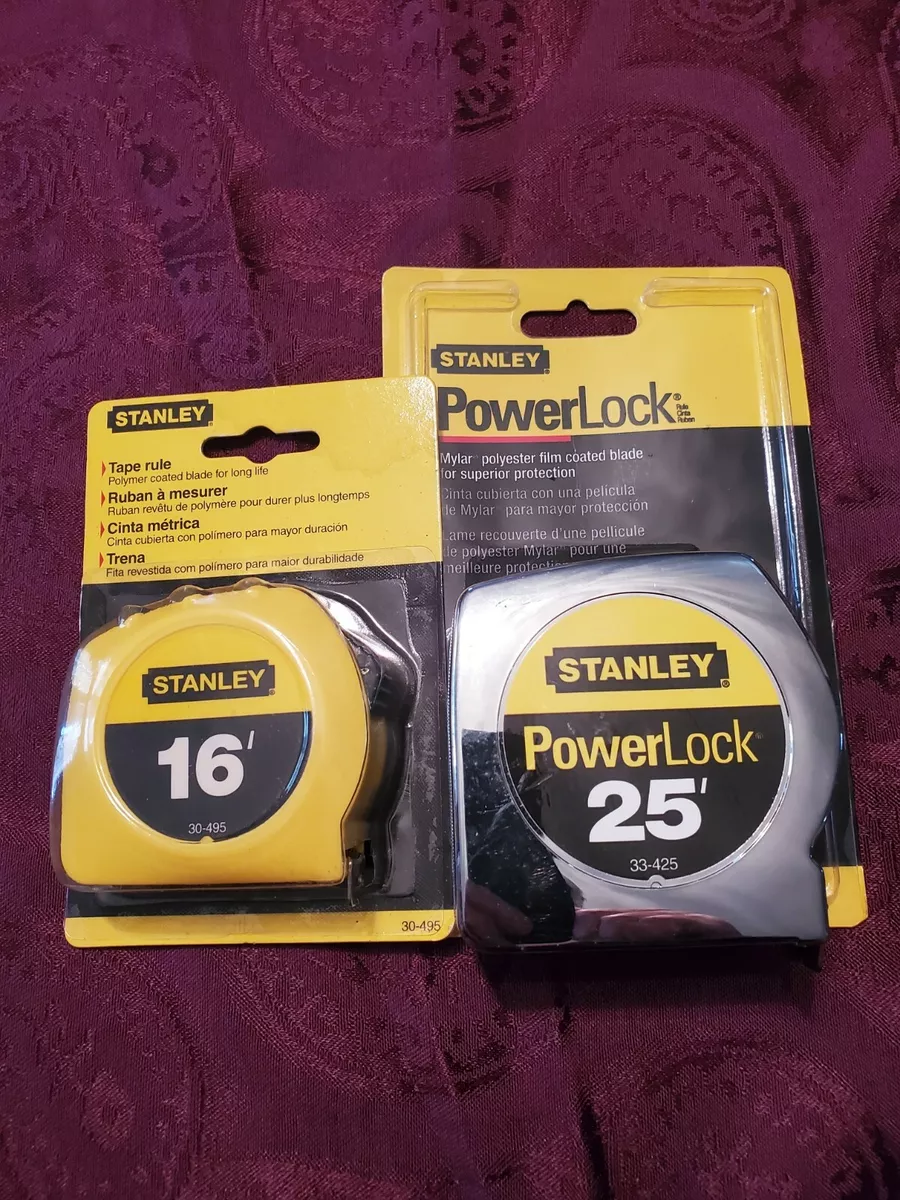 STANLEY
Tape rule
Polymer coated blade for long life
Ruban à mesurer
Ruban revêtu de polymère pour durer plus longtemps
Cinta métrica
Cinta cubierta con polímero para mayor duración
Trena
Fita revestida com polímero para maior durabilidade
STANLEY®
16'
30-495
30-495
STANLEY®
PowerLock®
Rule
Cinta
Ruban
Mylar polyester film coated blade
for superior protection
Cinta cubierta con una película
de Mylar para mayor protección
Lame recouverte d'une pellicule
de polyester Mylar pour une
meilleure protection
STANLEY®
PowerLock
25'
33-425